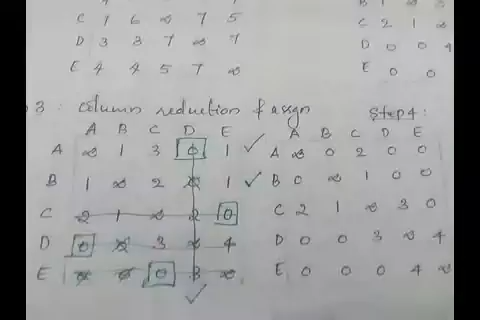 C 1 6 ∞ 7 5
D 3 3 7 ∞ 7
E 4 4 5 7 ∞
B 1 ∞
C 2 1 ∞
D 0 0 4
E 0 0
3: column reduction & assign
A B C D E
A ∞ 1 3 0 1 ✓
B 1 ∞ 2 0 1 ✓
C 2 1 ∞ 2 0
D 0 0 3 ∞ 4
E 0 0 0 3 ∞
✓
Step 4:
A B C D E
A ∞ 0 2 0 0
B 0 ∞ 1 0 0
C 2 1 ∞ 3 0
D 0 0 3 ∞ 4
E 0 0 0 4 ∞